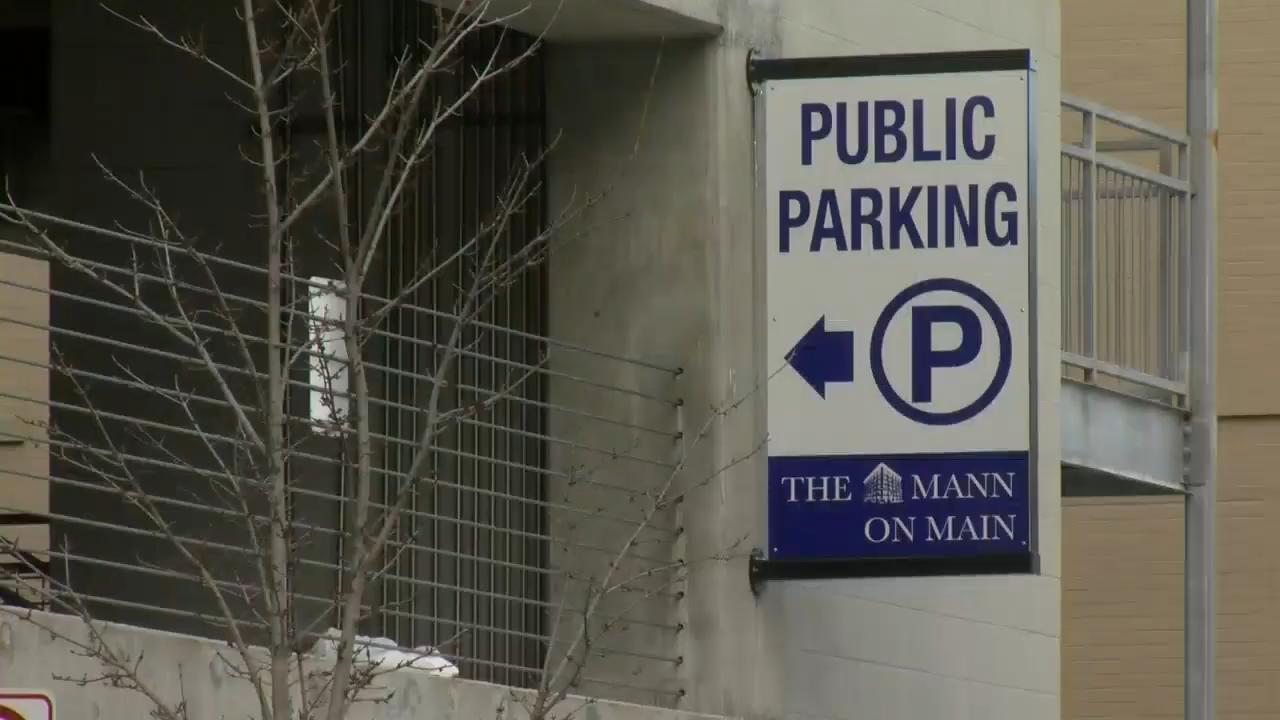 PUBLIC
PARKING
P
THE MANN
ON MAIN